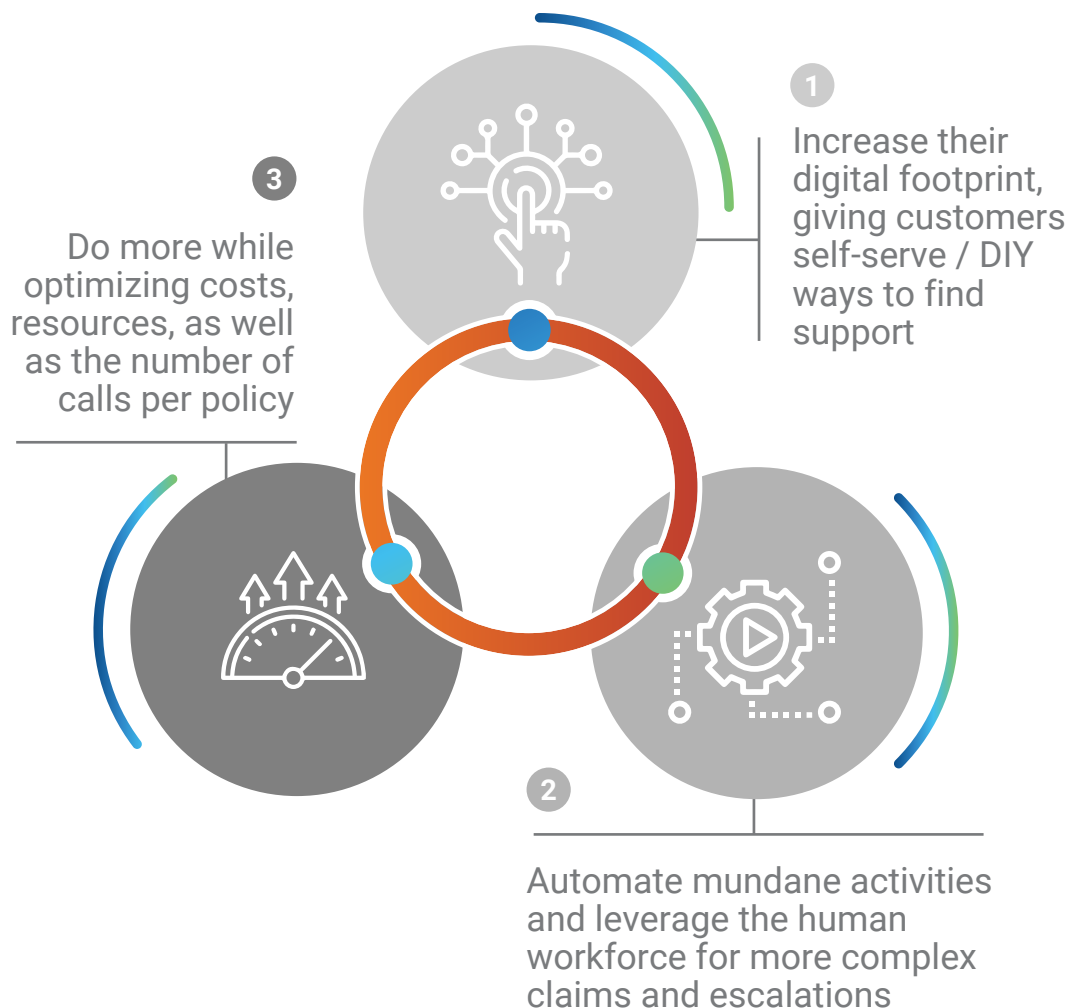 1
Increase their
digital footprint,
giving customers
self-serve / DIY
ways to find
support
2
Automate mundane activities
and leverage the human
workforce for more complex
claims and escalations
3
Do more while
optimizing costs,
resources, as well
as the number of
calls per policy